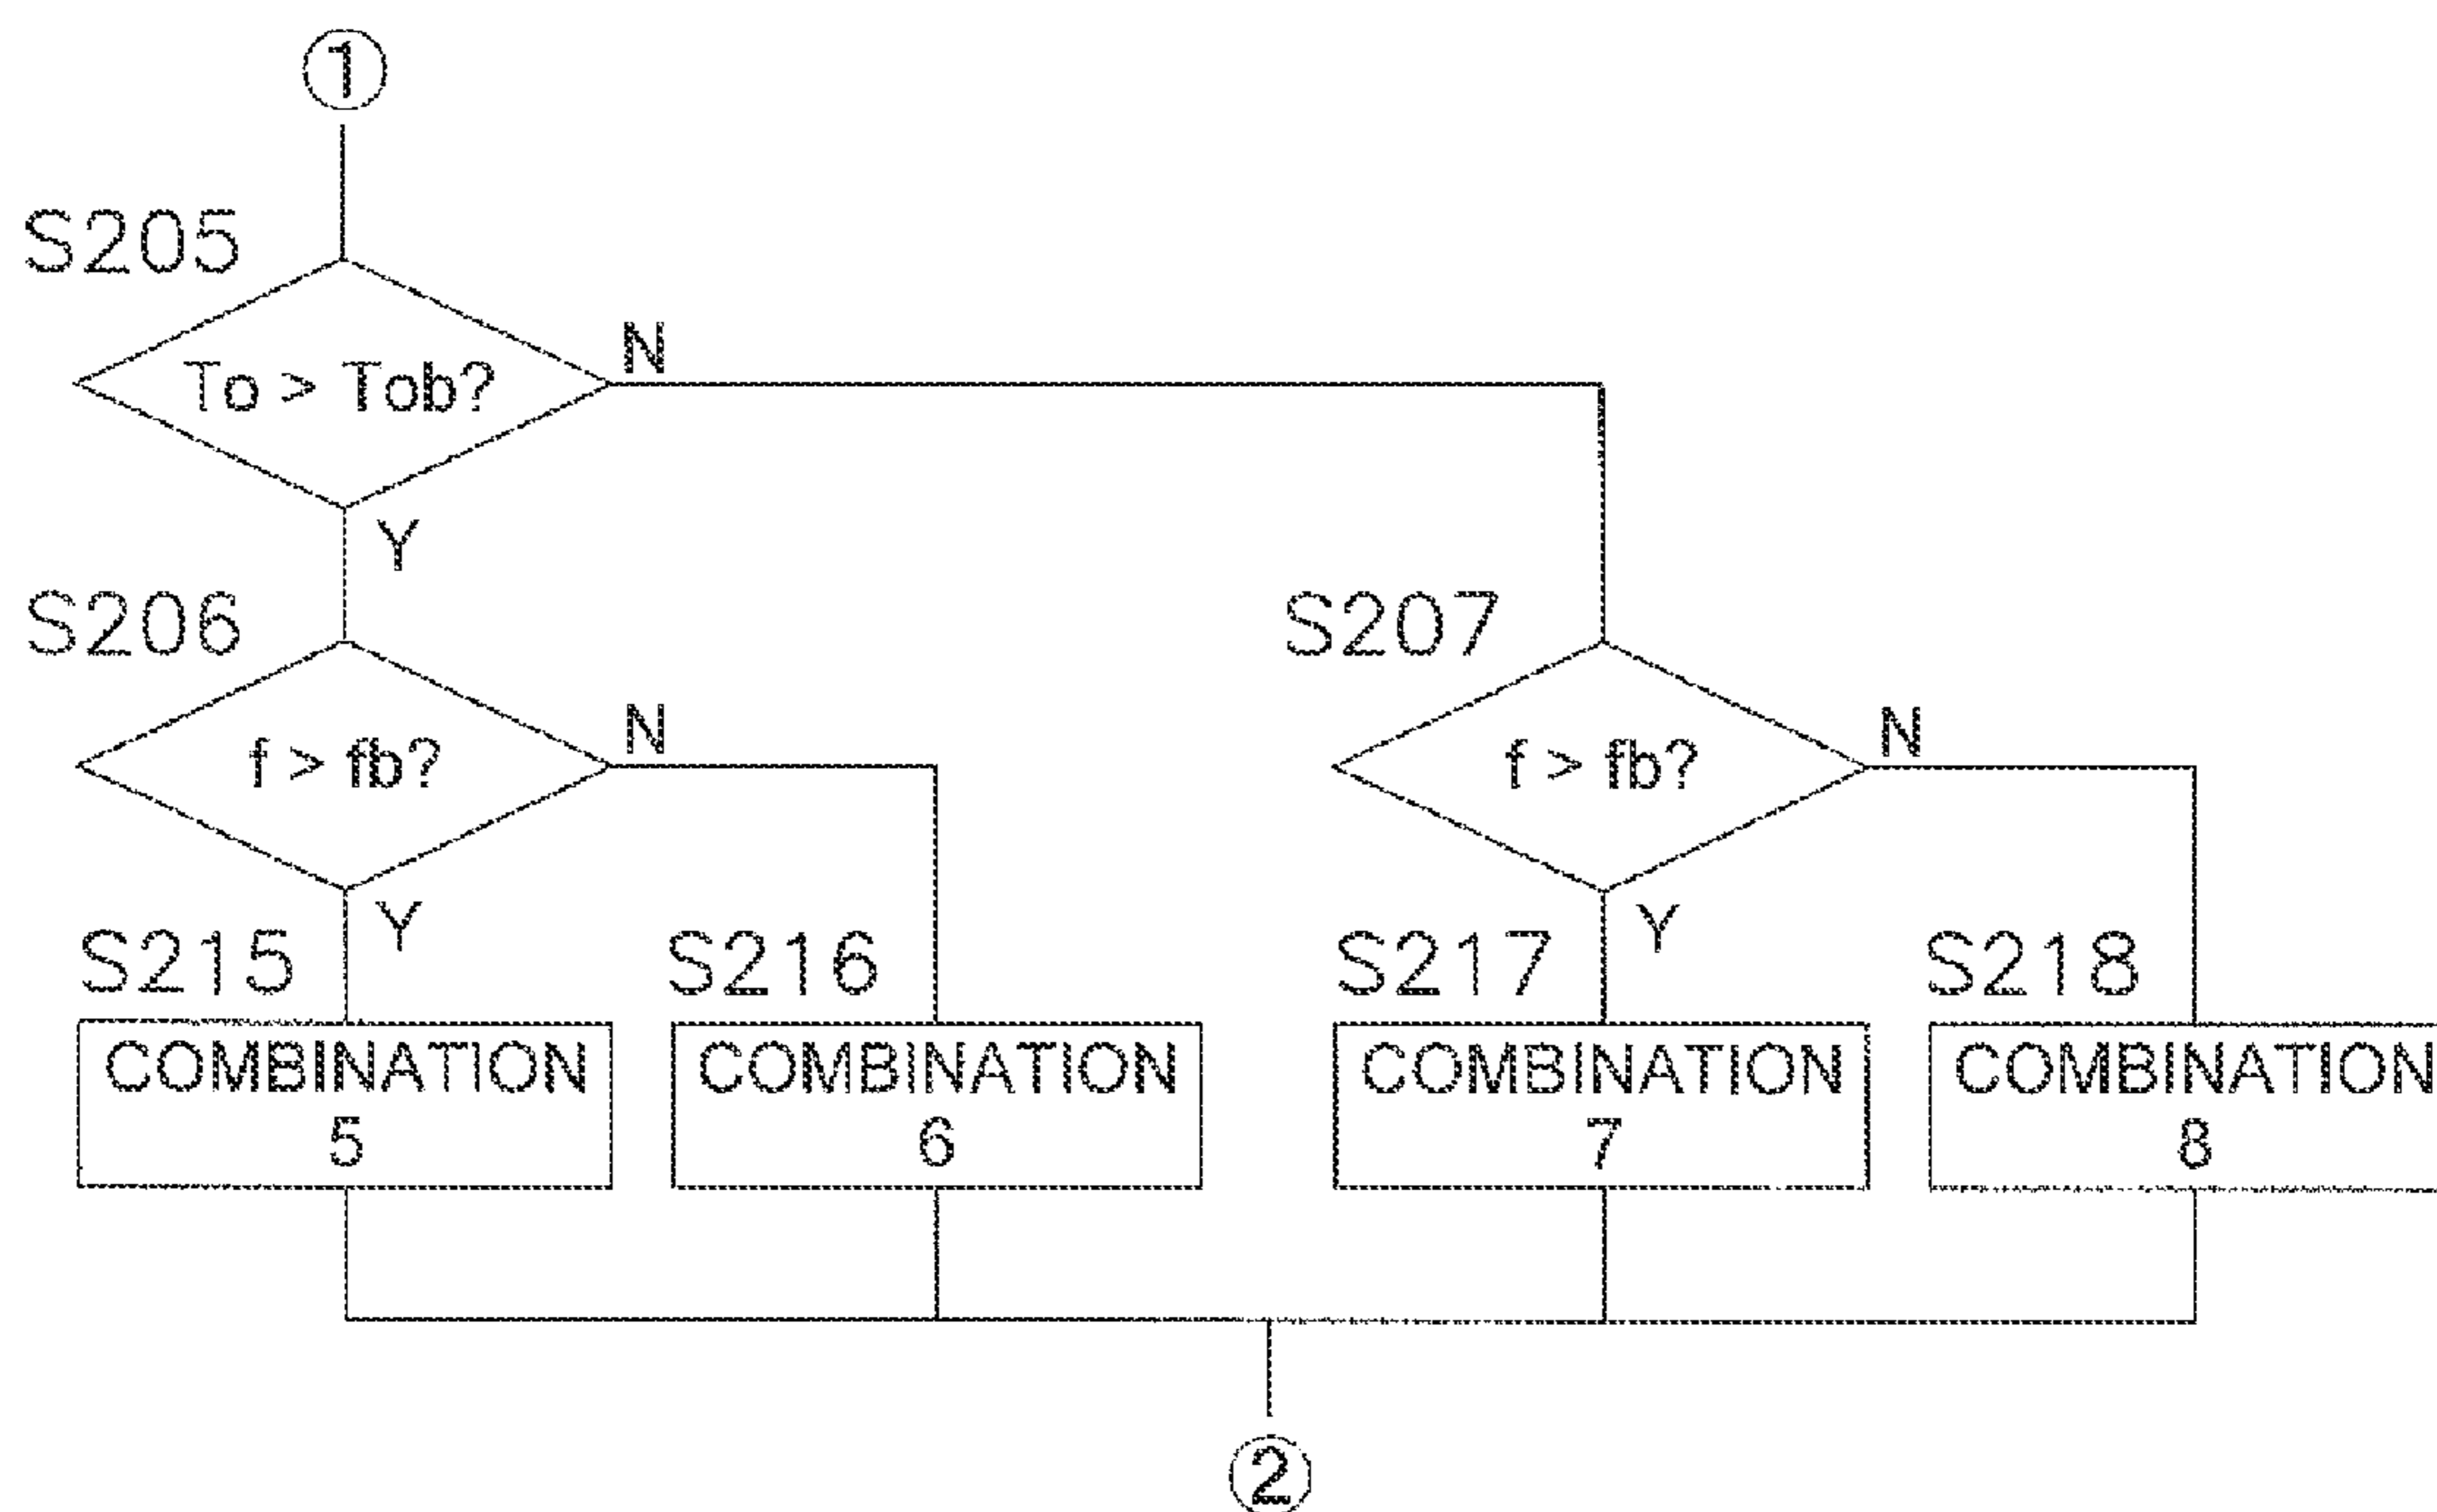 ①
S205
To > Tob?
N
Y
S206
f > fb?
N
Y
S207
f > fb?
N
Y
S215
COMBINATION
5
S216
COMBINATION
6
S217
COMBINATION
7
S218
COMBINATION
8
②